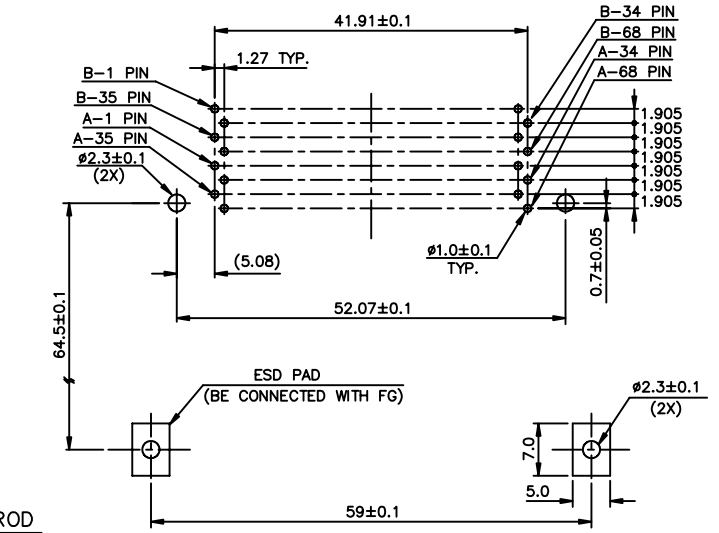 41.91±0.1
B-34 PIN
B-68 PIN
A-34 PIN
A-68 PIN
1.27 TYP.
B-1 PIN
B-35 PIN
A-1 PIN
A-35 PIN
ø2.3±0.1
(2X)
1.905
1.905
1.905
1.905
1.905
1.905
1.905
(5.08)
ø1.0±0.1
TYP.
0.7±0.05
52.07±0.1
64.5±0.1
ESD PAD
(BE CONNECTED WITH FG)
ø2.3±0.1
(2X)
7.0
5.0
59±0.1
ROD